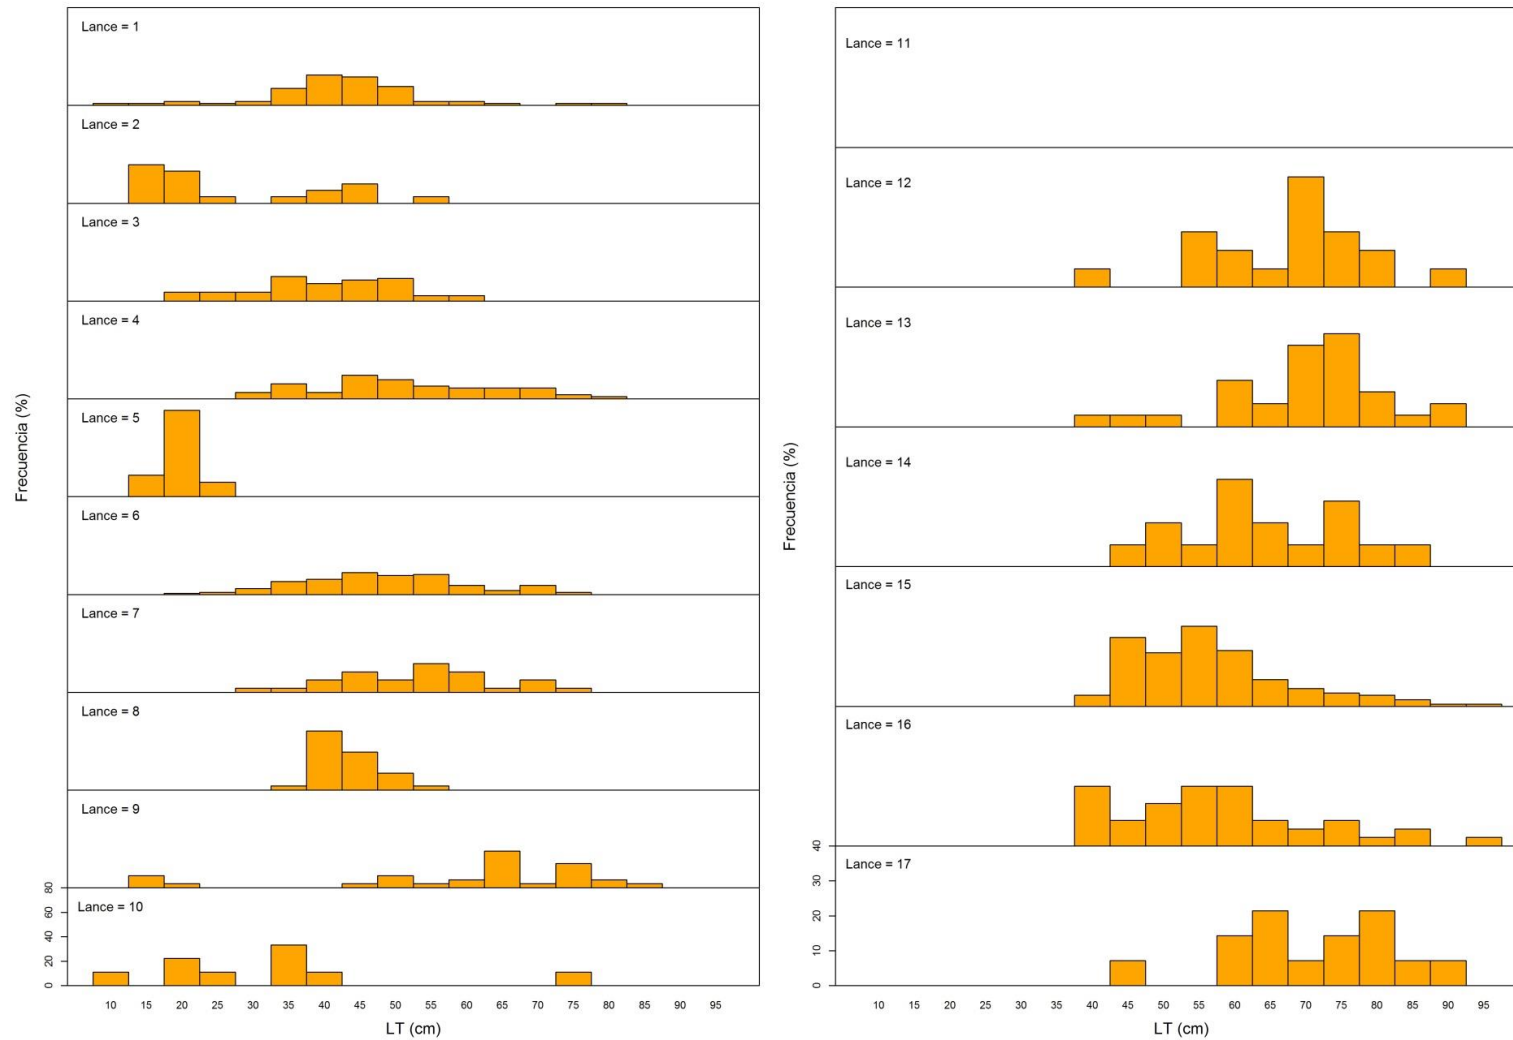 Lance = 1
Lance = 2
Lance = 3
Lance = 4
Lance = 5
Lance = 6
Lance = 7
Lance = 8
Lance = 9
Lance = 10
Frecuencia (%)
80
60
40
20
0
10 15 20 25 30 35 40 45 50 55 60 65 70 75 80 85 90 95
LT (cm)
Lance = 11
Lance = 12
Lance = 13
Lance = 14
Lance = 15
Lance = 16
Lance = 17
Frecuencia (%)
40
30
20
10
0
10 15 20 25 30 35 40 45 50 55 60 65 70 75 80 85 90 95
LT (cm)